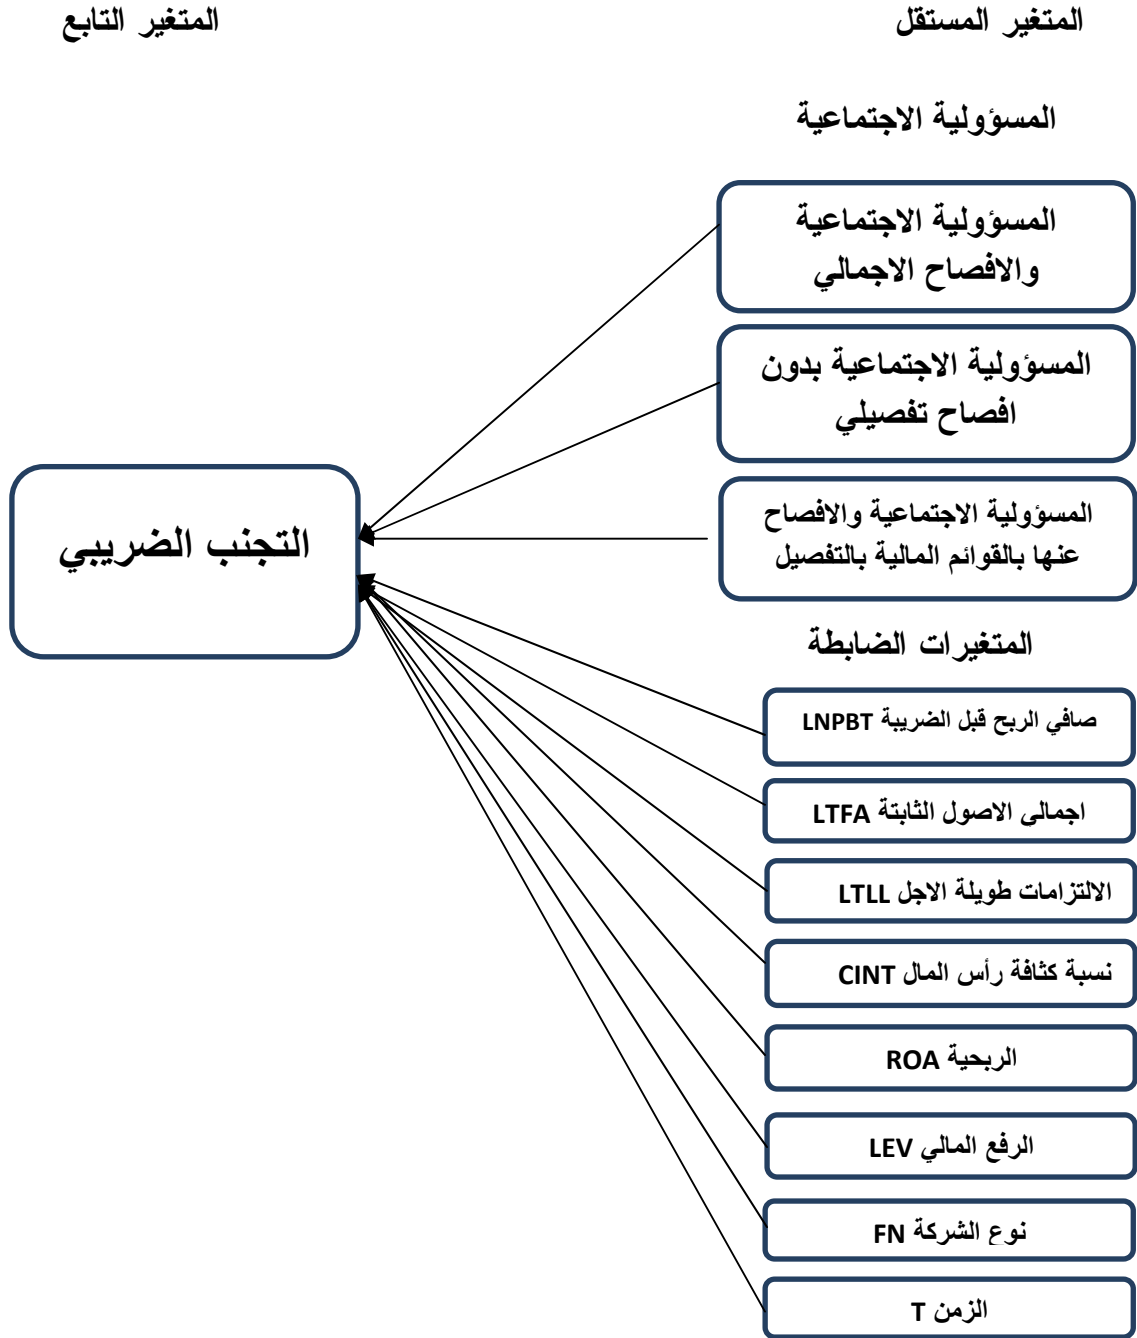 المتغير المستقل
المتغير التابع
المسؤولية الاجتماعية
المسؤولية الاجتماعية
والافصاح الاجمالي
المسؤولية الاجتماعية بدون
افصاح تفصيلي
المسؤولية الاجتماعية والافصاح
عنها بالقوائم المالية بالتفصيل
التجنب الضريبي
المتغيرات الضابطة
صافي الربح قبل الضريبة LNPBT
اجمالي الاصول الثابتة LTFA
الالتزامات طويلة الاجل LTLL
نسبة كثافة رأس المال CINT
الربحية ROA
الرفع المالي LEV
نوع الشركة FN
الزمن T